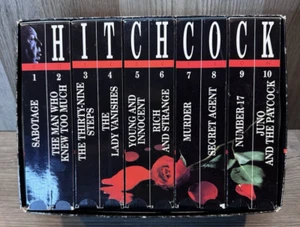 HITCHCOCK
1
2
3
4
5
6
7
8
9
10
SABOTAGE
THE MAN WHO
KNEW TOO MUCH
THE THIRTY-NINE
STEPS
THE
LADY VANISHES
YOUNG AND
INNOCENT
RICH
AND STRANGE
MURDER
SECRET AGENT
NUMBER 17
JUNO
AND THE PAYCOCK